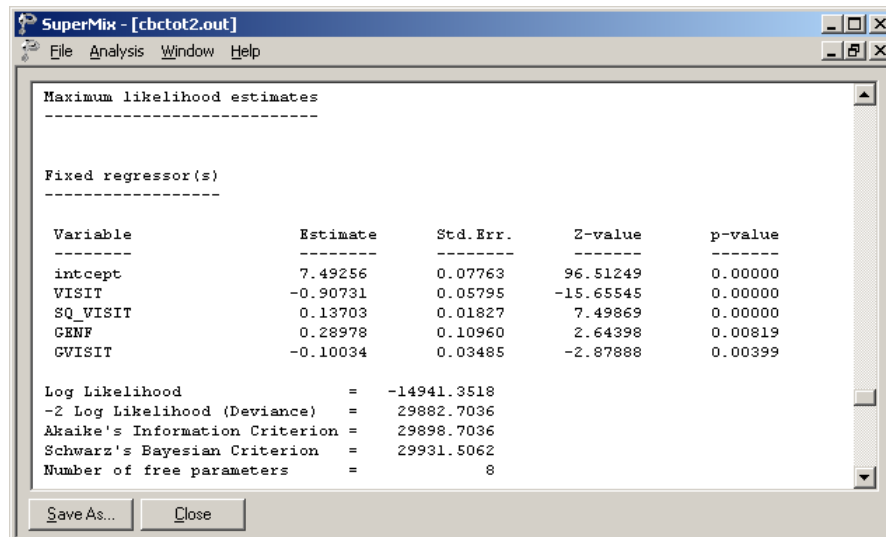 SuperMix - [cbctot2.out]
File Analysis Window Help
Maximum likelihood estimates
----------------------------
Fixed regressor(s)
------------------
Variable Estimate Std.Err. Z-value p-value
-------- -------- -------- ------- -------
intcept 7.49256 0.07763 96.51249 0.00000
VISIT -0.90731 0.05795 -15.65545 0.00000
SQ_VISIT 0.13703 0.01827 7.49869 0.00000
GENF 0.28978 0.10960 2.64398 0.00819
GVISIT -0.10034 0.03485 -2.87888 0.00399
Log Likelihood = -14941.3518
-2 Log Likelihood (Deviance) = 29882.7036
Akaike's Information Criterion = 29898.7036
Schwarz's Bayesian Criterion = 29931.5062
Number of free parameters = 8
Save As... Close